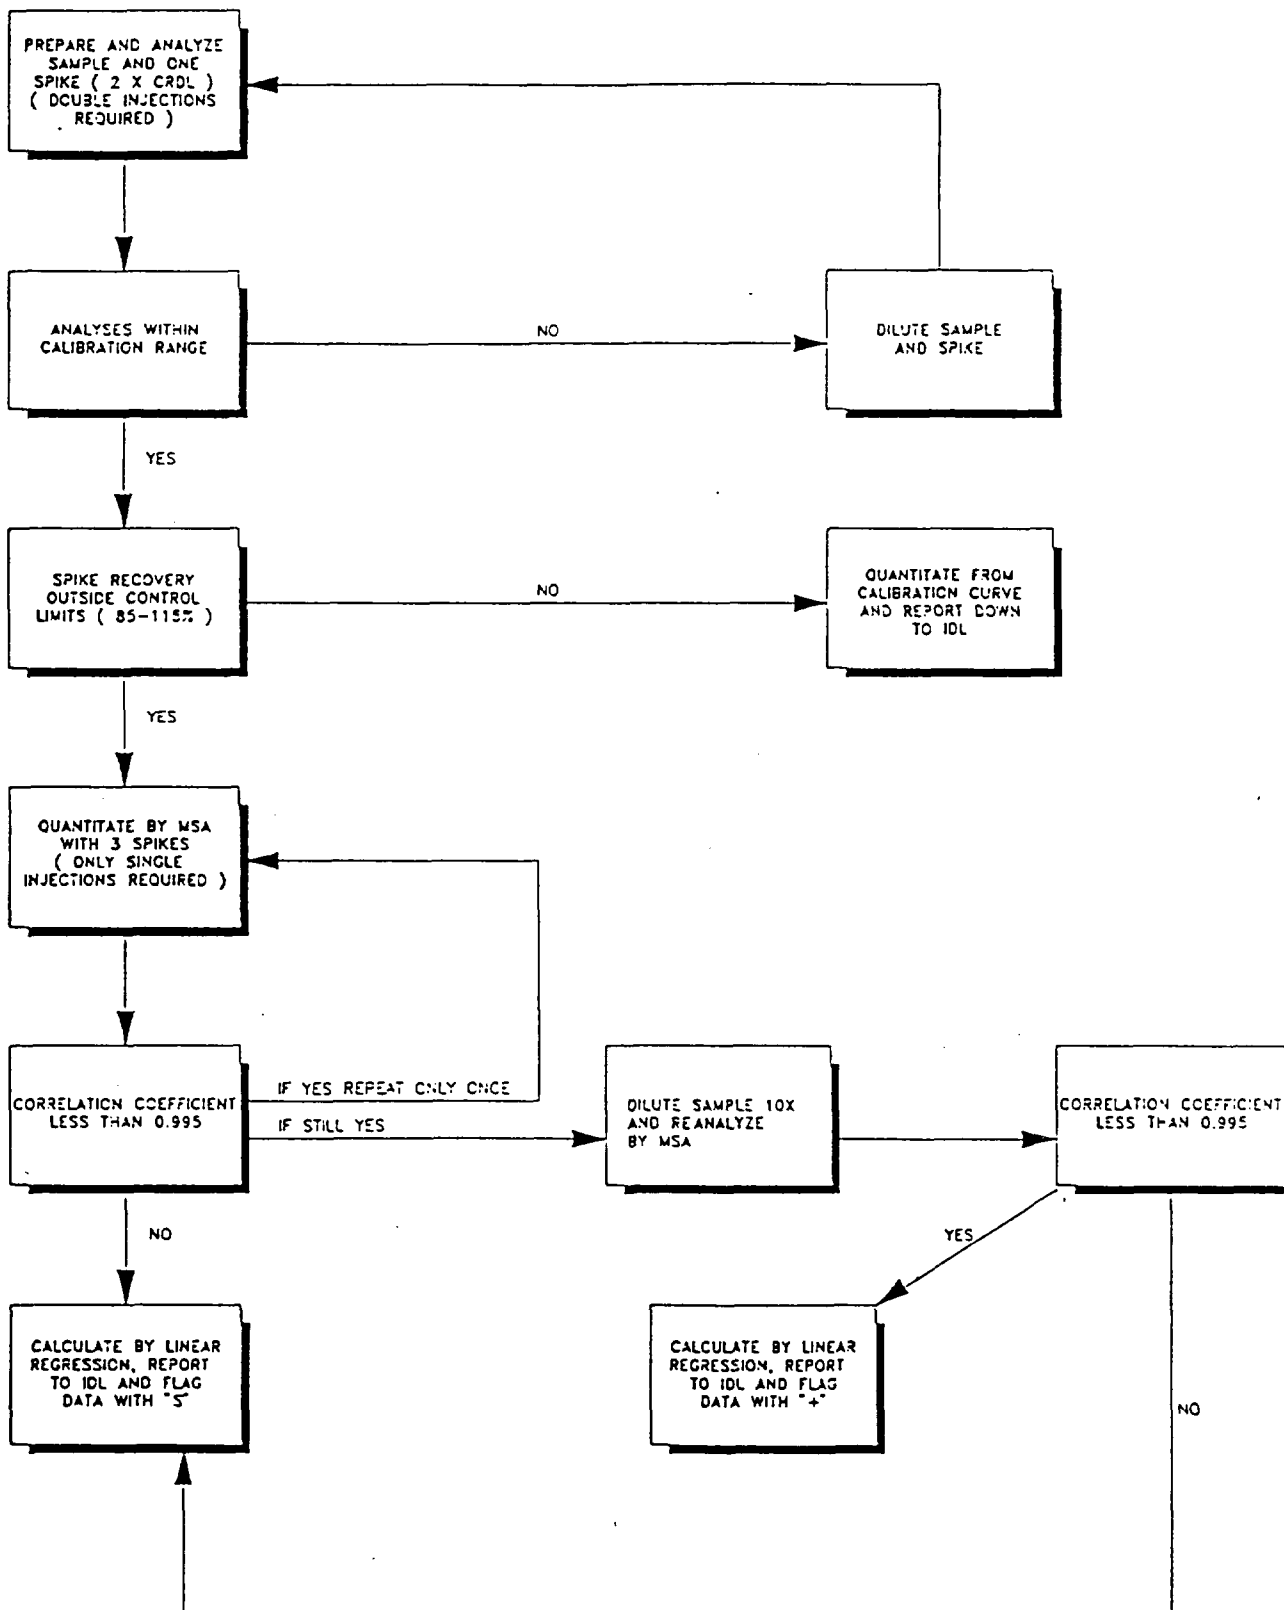 PREPARE AND ANALYZE
SAMPLE AND ONE
SPIKE ( 2 X CRDL )
( DOUBLE INJECTIONS
REQUIRED )
ANALYSES WITHIN
CALIBRATION RANGE
NO
DILUTE SAMPLE
AND SPIKE
YES
SPIKE RECOVERY
OUTSIDE CONTROL
LIMITS ( 85-115% )
NO
QUANTITATE FROM
CALIBRATION CURVE
AND REPORT DOWN
TO IDL
YES
QUANTITATE BY MSA
WITH 3 SPIKES
( ONLY SINGLE
INJECTIONS REQUIRED )
CORRELATION COEFFICIENT
LESS THAN 0.995
IF YES REPEAT ONLY ONCE
IF STILL YES
DILUTE SAMPLE 10X
AND REANALYZE
BY MSA
CORRELATION COEFFICIENT
LESS THAN 0.995
NO
YES
CALCULATE BY LINEAR
REGRESSION, REPORT
TO IDL AND FLAG
DATA WITH "S"
CALCULATE BY LINEAR
REGRESSION, REPORT
TO IDL AND FLAG
DATA WITH "+"
NO